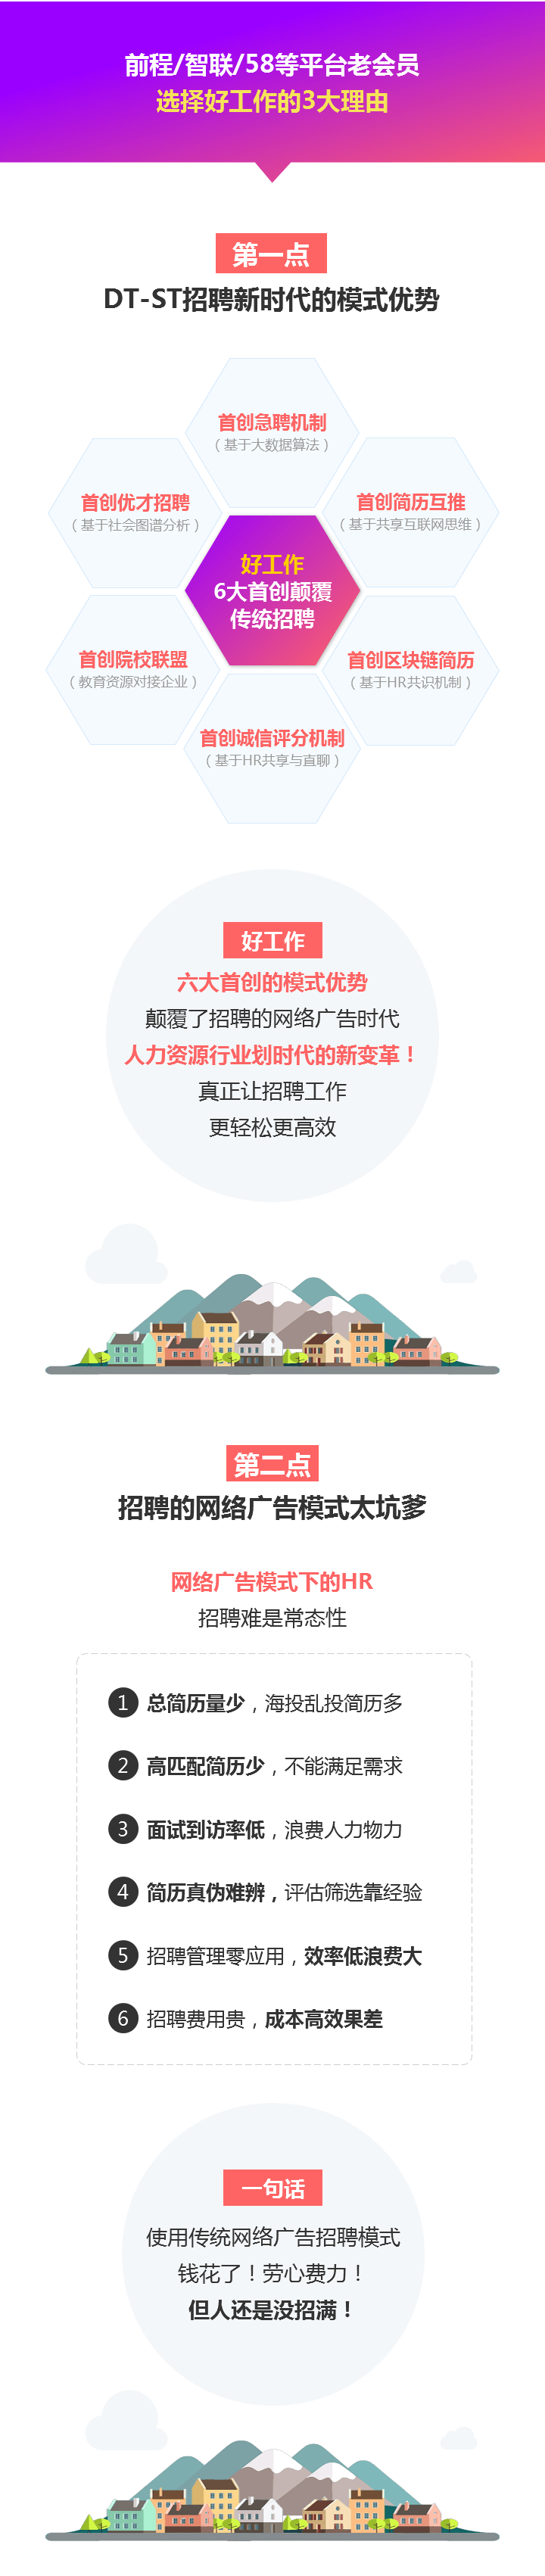 前程/智联/58等平台老会员
选择好工作的3大理由
第一点
DT-ST招聘新时代的模式优势
首创急聘机制
（基于大数据算法）
首创优才招聘
（基于社会图谱分析）
首创简历互推
（基于共享互联网思维）
好工作
6大首创颠覆
传统招聘
首创院校联盟
（教育资源对接企业）
首创区块链简历
（基于HR共识机制）
首创诚信评分机制
（基于HR共享与直聊）
好工作
六大首创的模式优势
颠覆了招聘的网络广告时代
人力资源行业划时代的新变革！
真正让招聘工作
更轻松更高效
第二点
招聘的网络广告模式太坑爹
网络广告模式下的HR
招聘难是常态性
1 总简历量少，海投乱投简历多
2 高匹配简历少，不能满足需求
3 面试到访率低，浪费人力物力
4 简历真伪难辨，评估筛选靠经验
5 招聘管理零应用，效率低浪费大
6 招聘费用贵，成本高效果差
一句话
使用传统网络广告招聘模式
钱花了！劳心费力！
但人还是没招满！